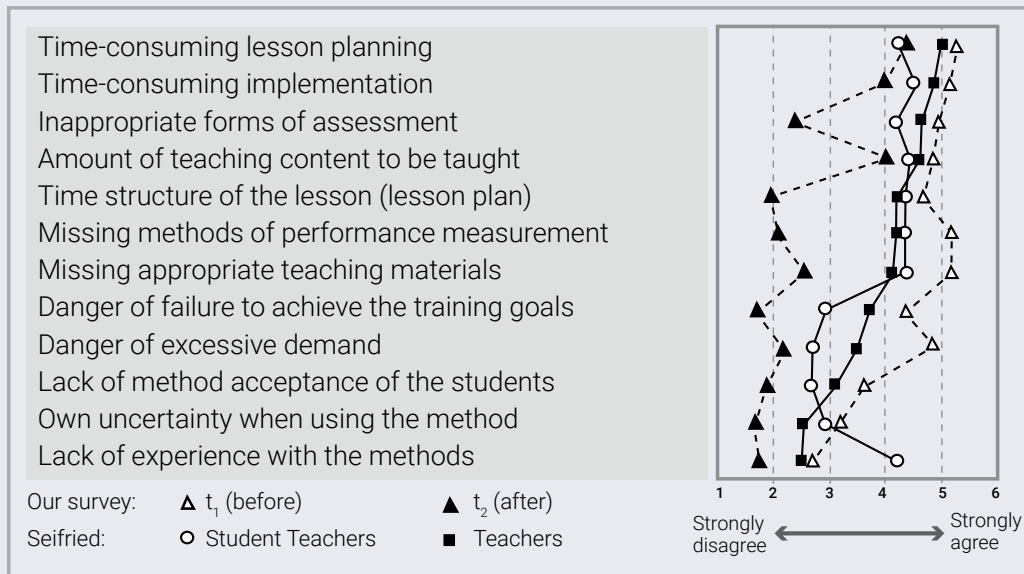 Time-consuming lesson planning
Time-consuming implementation
Inappropriate forms of assessment
Amount of teaching content to be taught
Time structure of the lesson (lesson plan)
Missing methods of performance measurement
Missing appropriate teaching materials
Danger of failure to achieve the training goals
Danger of excessive demand
Lack of method acceptance of the students
Own uncertainty when using the method
Lack of experience with the methods
1 2 3 4 5 6
Strongly disagree
Strongly agree
Our survey: t1 (before) t2 (after)
Seifried: Student Teachers Teachers